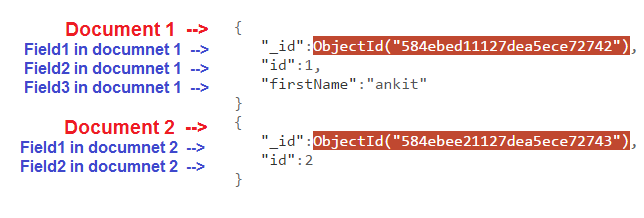 Document 1 --> {
Field1 in documnet 1 --> "_id":ObjectId("584ebed11127dea5ece72742"),
Field2 in documnet 1 --> "id":1,
Field3 in documnet 1 --> "firstName":"ankit"
}
Document 2 --> {
Field1 in documnet 2 --> "_id":ObjectId("584ebee21127dea5ece72743"),
Field2 in documnet 2 --> "id":2
}